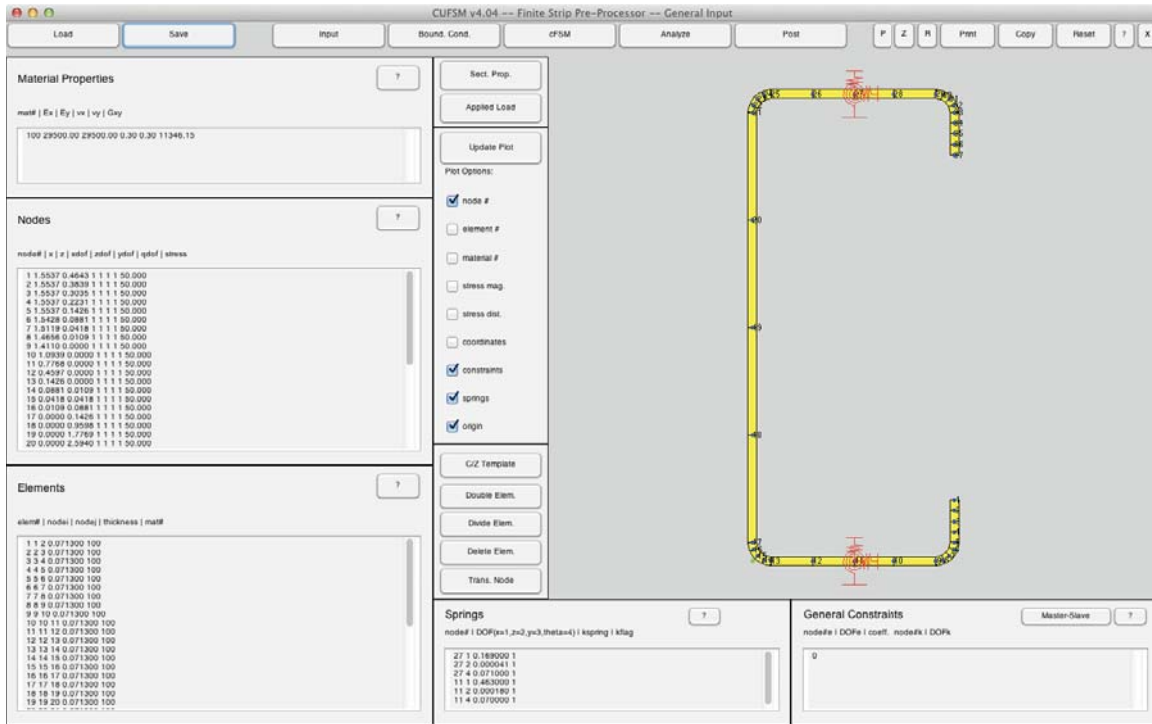 CUFSM v4.04 -- Finite Strip Pre-Processor -- General Input
Load Save Input Bound. Cond. cFSM Analyze Post P Z R Print Copy Reset ? X
Material Properties
?
mat# | Ex | Ey | vx | vy | Gxy
100 29500.00 29500.00 0.30 0.30 11346.15
Nodes
?
node# | x | z | xdof | zdof | ydof | qdof | stress
1 1.5537 0.4643 1 1 1 1 50.000
2 1.5537 0.3839 1 1 1 1 50.000
3 1.5537 0.3035 1 1 1 1 50.000
4 1.5537 0.2231 1 1 1 1 50.000
5 1.5537 0.1426 1 1 1 1 50.000
6 1.5428 0.0881 1 1 1 1 50.000
7 1.5119 0.0418 1 1 1 1 50.000
8 1.4656 0.0109 1 1 1 1 50.000
9 1.4110 0.0000 1 1 1 1 50.000
10 1.0939 0.0000 1 1 1 1 50.000
11 0.7768 0.0000 1 1 1 1 50.000
12 0.4597 0.0000 1 1 1 1 50.000
13 0.1426 0.0000 1 1 1 1 50.000
14 0.0881 0.0109 1 1 1 1 50.000
15 0.0418 0.0418 1 1 1 1 50.000
16 0.0109 0.0881 1 1 1 1 50.000
17 0.0000 0.1426 1 1 1 1 50.000
18 0.0000 0.9598 1 1 1 1 50.000
19 0.0000 1.7769 1 1 1 1 50.000
20 0.0000 2.5940 1 1 1 1 50.000
Elements
?
elem# | nodei | nodej | thickness | mat#
1 1 2 0.071300 100
2 2 3 0.071300 100
3 3 4 0.071300 100
4 4 5 0.071300 100
5 5 6 0.071300 100
6 6 7 0.071300 100
7 7 8 0.071300 100
8 8 9 0.071300 100
9 9 10 0.071300 100
10 10 11 0.071300 100
11 11 12 0.071300 100
12 12 13 0.071300 100
13 13 14 0.071300 100
14 14 15 0.071300 100
15 15 16 0.071300 100
16 16 17 0.071300 100
17 17 18 0.071300 100
18 18 19 0.071300 100
19 19 20 0.071300 100
Sect. Prop.
Applied Load
Update Plot
Plot Options:
node #
element #
material #
stress mag.
stress dist.
coordinates
constraints
springs
origin
C/Z Template
Double Elem.
Divide Elem.
Delete Elem.
Trans. Node
Springs
?
node# | DOF(x=1,z=2,y=3,theta=4) | kspring | kflag
27 1 0.169000 1
27 2 0.000041 1
27 4 0.071000 1
11 1 0.463000 1
11 2 0.000180 1
11 4 0.070000 1
General Constraints
Master-Slave
?
node#e | DOFe | coeff. node#k | DOFk
0